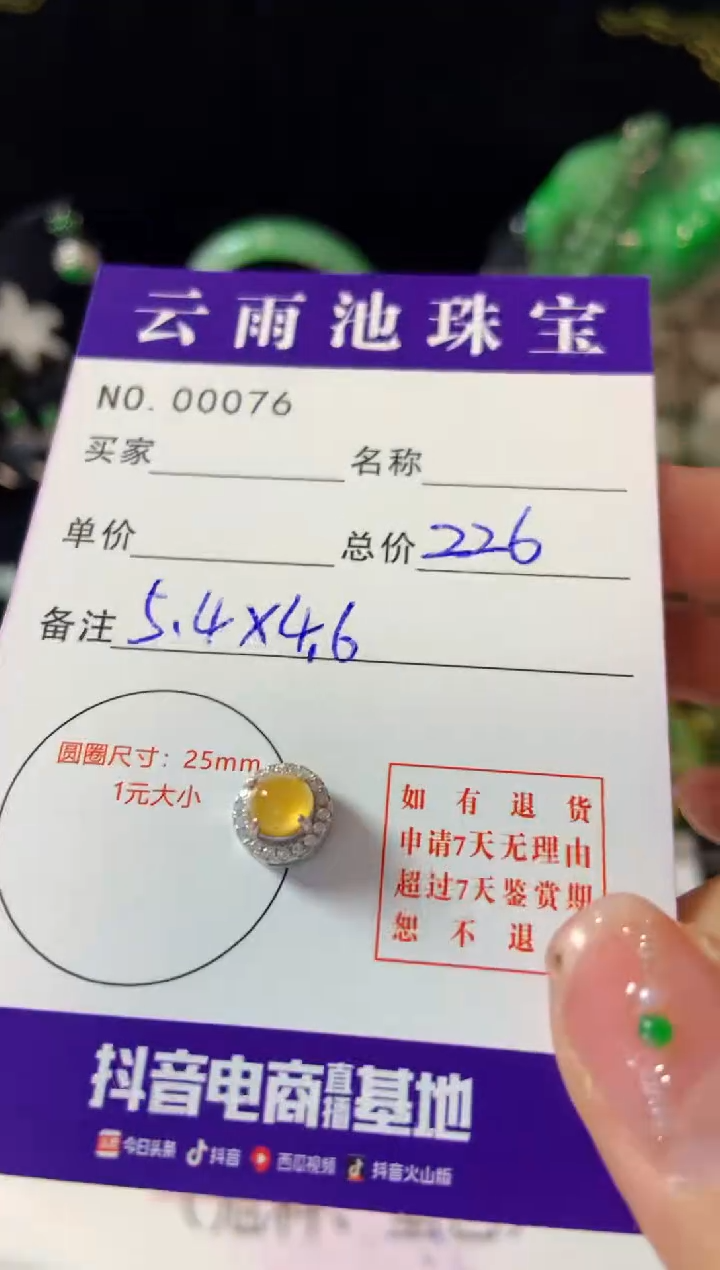 云雨池珠宝
NO. 00076
买家 名称
单价 总价 226
备注 5.4×4.6
圆圈尺寸：25mm
1元大小
如有退货
申请7天无理由
超过7天鉴赏期
恕不退
抖音电商直播基地
今日头条 抖音 西瓜视频 抖音火山版